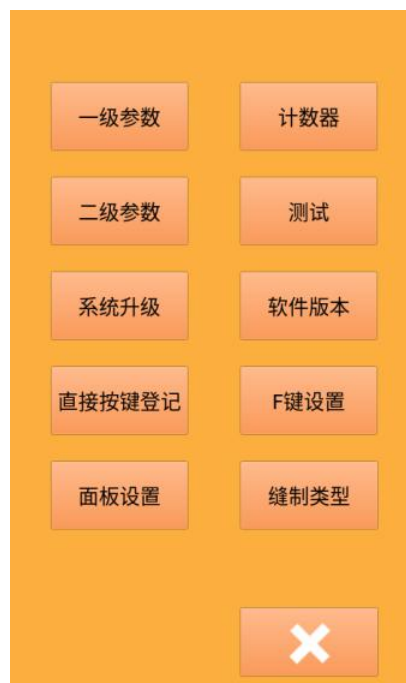 一级参数
计数器
二级参数
测试
系统升级
软件版本
直接按键登记
F键设置
面板设置
缝制类型